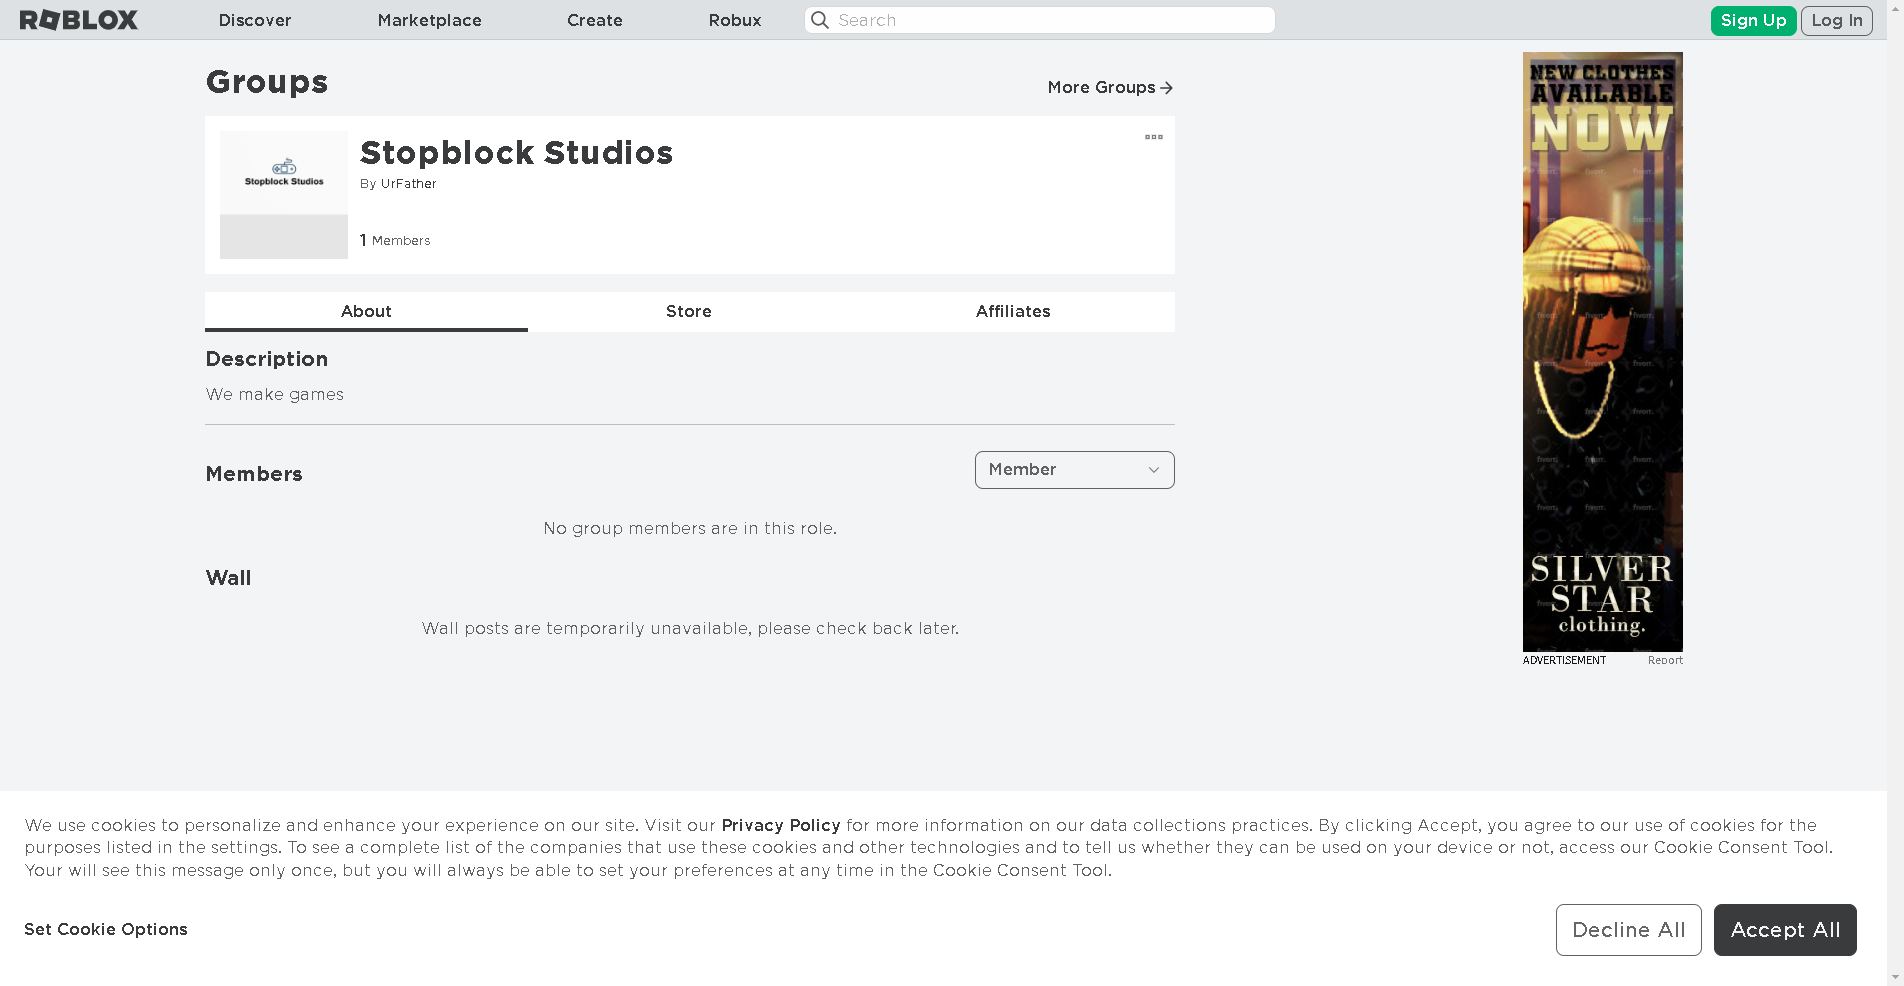 ROBLOX
Discover
Marketplace
Create
Robux
Search
Sign Up
Log In
Groups
More Groups
Stopblock Studios
Stopblock Studios
By UrFather
1 Members
About
Store
Affiliates
Description
We make games
Members
Member
No group members are in this role.
Wall
Wall posts are temporarily unavailable, please check back later.
NEW CLOTHES
AVAILABLE
NOW
SILVER
STAR
clothing.
ADVERTISEMENT
Report
We use cookies to personalize and enhance your experience on our site. Visit our Privacy Policy for more information on our data collections practices. By clicking Accept, you agree to our use of cookies for the
purposes listed in the settings. To see a complete list of the companies that use these cookies and other technologies and to tell us whether they can be used on your device or not, access our Cookie Consent Tool.
Your will see this message only once, but you will always be able to set your preferences at any time in the Cookie Consent Tool.
Set Cookie Options
Decline All
Accept All